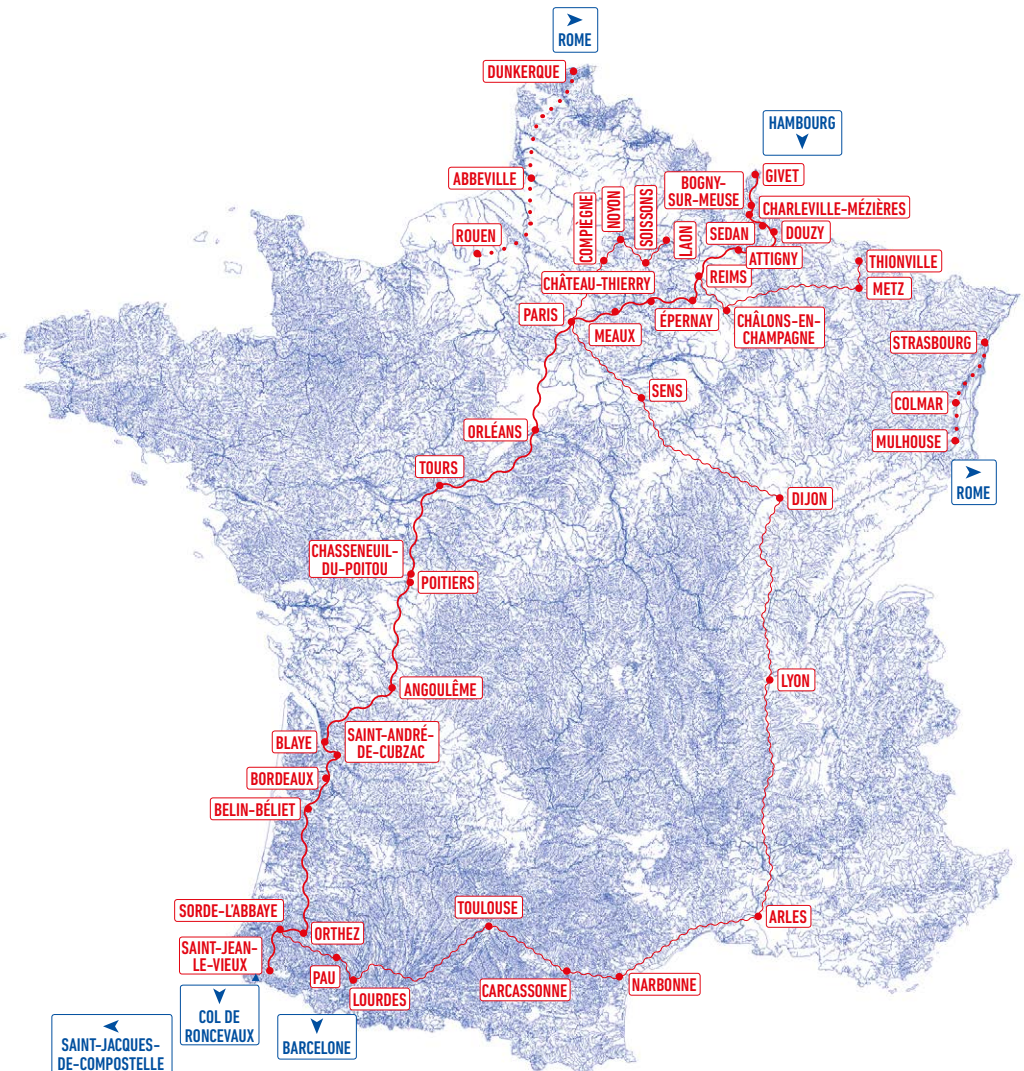 ROME
DUNKERQUE
HAMBOURG
ABBEVILLE
GIVET
BOGNY-
SUR-MEUSE
CHARLEVILLE-MÉZIÈRES
COMPIÈGNE
NOYON
SOISSONS
LAON
ROUEN
SEDAN
DOUZY
ATTIGNY
THIONVILLE
CHÂTEAU-THIERRY
REIMS
METZ
PARIS
MEAUX
ÉPERNAY
CHÂLONS-EN-
CHAMPAGNE
STRASBOURG
SENS
COLMAR
ORLÉANS
MULHOUSE
TOURS
ROME
DIJON
CHASSENEUIL-
DU-POITOU
POITIERS
LYON
ANGOULÊME
BLAYE
SAINT-ANDRÉ-
DE-CUBZAC
BORDEAUX
BELIN-BÉLIET
SORDE-L'ABBAYE
TOULOUSE
ARLES
ORTHEZ
SAINT-JEAN-
LE-VIEUX
PAU
LOURDES
CARCASSONNE
NARBONNE
COL DE
RONCEVAUX
BARCELONE
SAINT-JACQUES-
DE-COMPOSTELLE